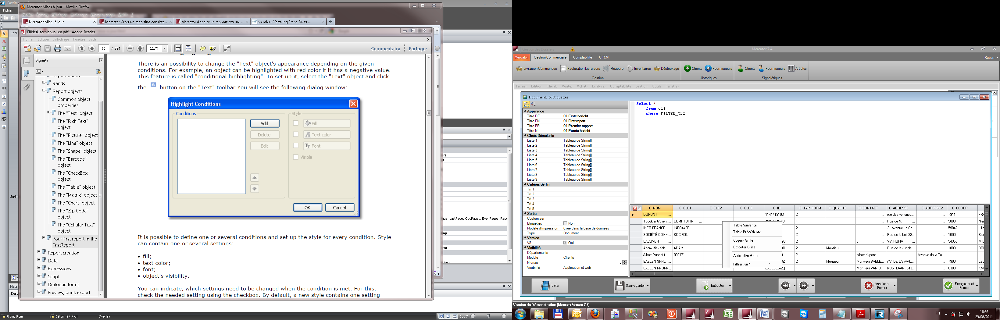 FastRe
Fichier
Mercator Mises à jour - Mozilla Firefox
Mercator Mises à jour
Mercator Créer un reporting consista...
Mercator Appeler un rapport externe ...
premier - Vertaling Frans-Duits ...
FRNetUserManual-en.pdf - Adobe Reader
Fichier Edition Affichage Fenêtre Aide
66 / 294
115%
Commentaire
Partager
Signets
Report pages
Bands
Report objects
Common object
properties
The "Text" object
The "Rich Text"
object
The "Picture" object
The "Line" object
The "Shape" object
The "Barcode"
object
The "CheckBox"
object
The "Table" object
The "Matrix" object
The "Chart" object
The "Zip Code"
object
The "Cellular Text"
object
Your first report in the
FastReport
Report creation
Data
Expressions
Script
Dialogue forms
Preview, print, export
There is an possibility to change the "Text" object's appearance depending on the given
conditions. For example, an object can be highlighted with red color if it has a negative value.
This feature is called "conditional highlighting". To set up it, select the "Text" object and click
the ab button on the "Text" toolbar.You will see the following dialog window:
Highlight Conditions
Conditions
Add
Delete
Edit
Style
Fill
Text color
Font
Visible
OK
Cancel
It is possible to define one or several conditions and set up the style for every condition. Style
can contain one or several settings:
• fill;
• text color;
• font;
• object's visibility.
You can indicate, which settings need to be changed when the condition is met. For this,
check the needed setting using the checkbox. By default, a new style contains one setting -
Conf
Surim
Messa
Desc
ge, LastPage, OddPages, EvenPages, Repe
0 cm; 0 cm
19 cm; 27,7 cm
Overlay
100%
Mercator 7.4
Mercator
Gestion Commerciale
Comptabilité
C.R.M.
Ruban
Livraison Commandes
Facturation Livraisons
Réappro
Inventaires
Déstockage
Clients
Fournisseurs
Clients
Fournisseurs
Articles
Gestion
Historiques
Signalétiques
Fichier Edition Clients Ventes Achats Ecritures Comptabilité Gestion Outils Fenêtres
Documents & Etiquettes
Apparence
Titre DE 01 Erste bericht
Titre EN 01 First report
Titre FR 01 Premier rapport
Titre NL 01 Eerste bericht
Choix Déroulants
Liste 1 Tableau de String[]
Liste 2 Tableau de String[]
Liste 3 Tableau de String[]
Liste 4 Tableau de String[]
Liste 5 Tableau de String[]
Liste 6 Tableau de String[]
Liste 7 Tableau de String[]
Liste 8 Tableau de String[]
Liste 9 Tableau de String[]
Critères de Tri
Tri 1
Tri 2
Tri 3
Tri 4
Tri 5
Sortie
Customizer
Etiquettes Non
Modèle d'impression Créé dans la base de données
Type Document
Version
V8 Oui
Visibilité
Départements
Module Clients
Niveau 0
Visibilité Application et web
Select *
from cli
where FILTRE_CLI
C_NOM C_CLE1 C_CLE2 C_CLE3 C_ID C_TYP_FORM C_QUALITE C_CONTACT C_ADRESSE C_ADRESSE2 C_CODEP
DUPONT ... 114141919D 2 ... rue des verreries,... ... 7911 FRA
Toogklant/Client ... COMPTOIRN ... 400COMPTO 1 ... Rue de N. ... 5000 Nar
INEO FRANCE ... INEO446F 2 ... 21 avenue Le Co... ... 59042 Lille
SOCIÉTÉ COMM... SOCI750J 2 ... Rue de la Loi, 22... ... 1000 Bru
BACOVENT ... 2Q 2 t ... VIA ROMA ... 54350 MIL
Adam Mickaële ... ADAM 8I 2 Monsieur ... Rue de la Jungle,... ... 1000 BRU
Albert Dupont t ... 002171 0L 2 albert.dupont ... ... Avenue de la To...
BAELEN SPRL ... Z 2 Monsieur Monsieur BAELE... AV. DE LA WAL... ... 7900 LEU
BAELEN KNOKK... BAEL30202Q 1 Monsieur VAN D... KUSTLAAN, 343... ... 8300 KNO
Table Suivante
Table Précédente
Copier Grille
Exporter Grille
Auto-dim Grille
Filtrer sur " "
Lister
Sauvegarder
Exécuter
Annuler et
Fermer
Enregistrer et
Fermer
Version de Démonstration (Mercator Version 7.4)
FR
16:36
29/08/2011